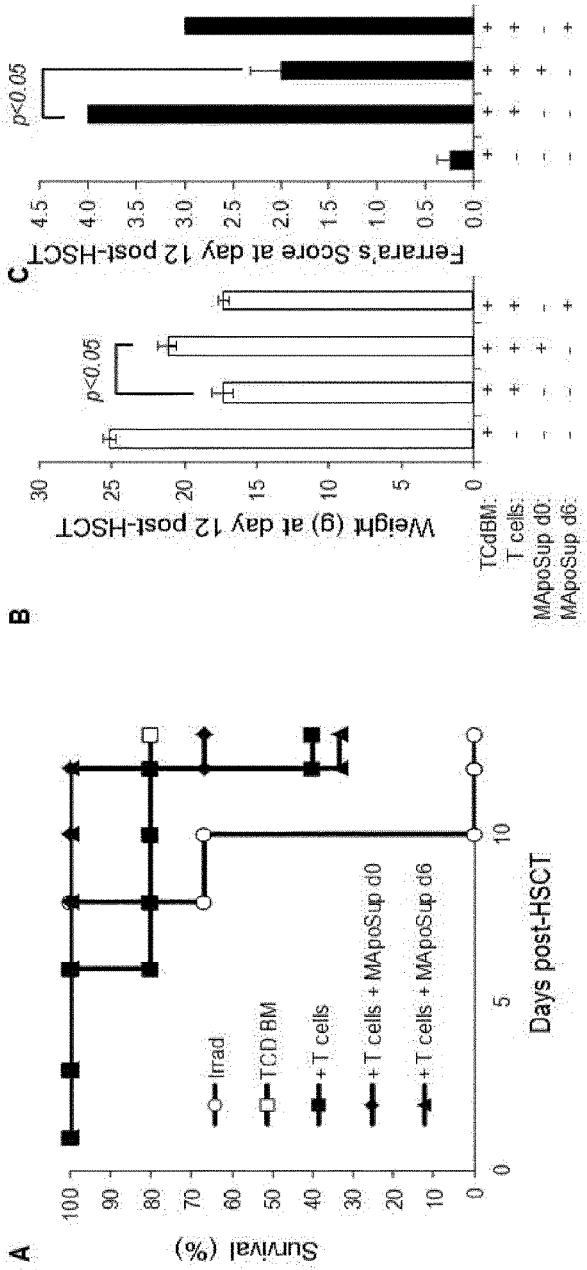 A
Survival (%)
100
90
80
70
60
50
40
30
20
10
0
Irrad
TCD BM
+ T cells
+ T cells + MApoSup d0
+ T cells + MApoSup d6
0
5
10
Days post-HSCT
B
Weight (g) at day 12 post-HSCT
30
25
20
15
10
5
0
p<0.05
TCdBM: + + + +
T cells: - + + +
MApoSup d0: - - + -
MApoSup d6: - - - +
C
Ferrara's Score at day 12 post-HSCT
4.5
4.0
3.5
3.0
2.5
2.0
1.5
1.0
0.5
0.0
p<0.05
+ + + +
- + + +
- - + -
- - - +